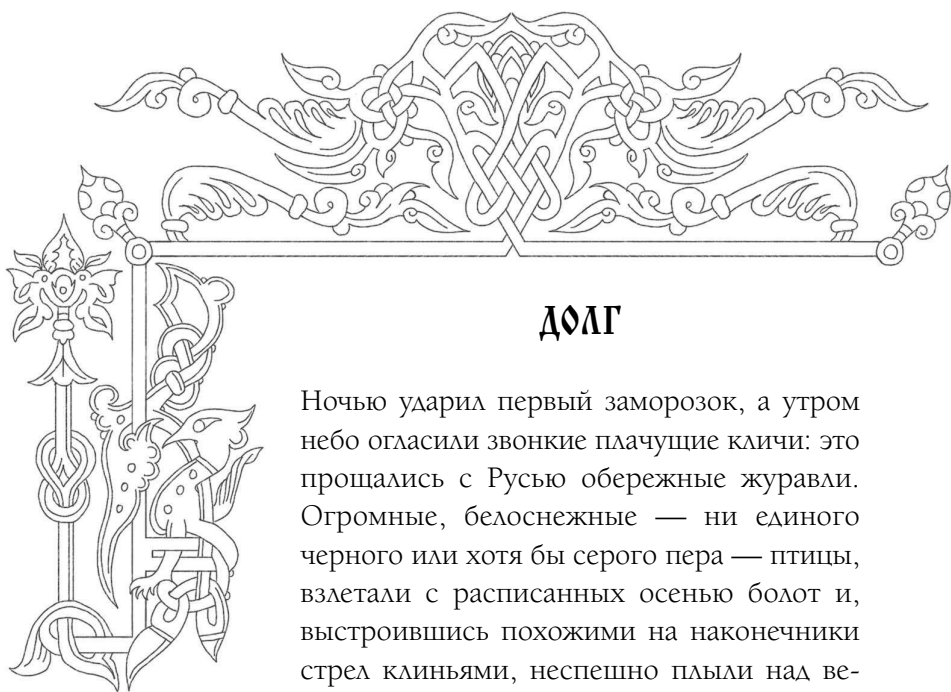 ДОЛГ
Ночью ударил первый заморозок, а утром
небо огласили звонкие плачущие кличи: это
прощались с Русью обережные журавли.
Огромные, белоснежные — ни единого
черного или хотя бы серого пера — птицы,
взлетали с расписанных осенью болот и,
выстроившись похожими на наконечники
стрел клиньями, неспешно плыли над ве-